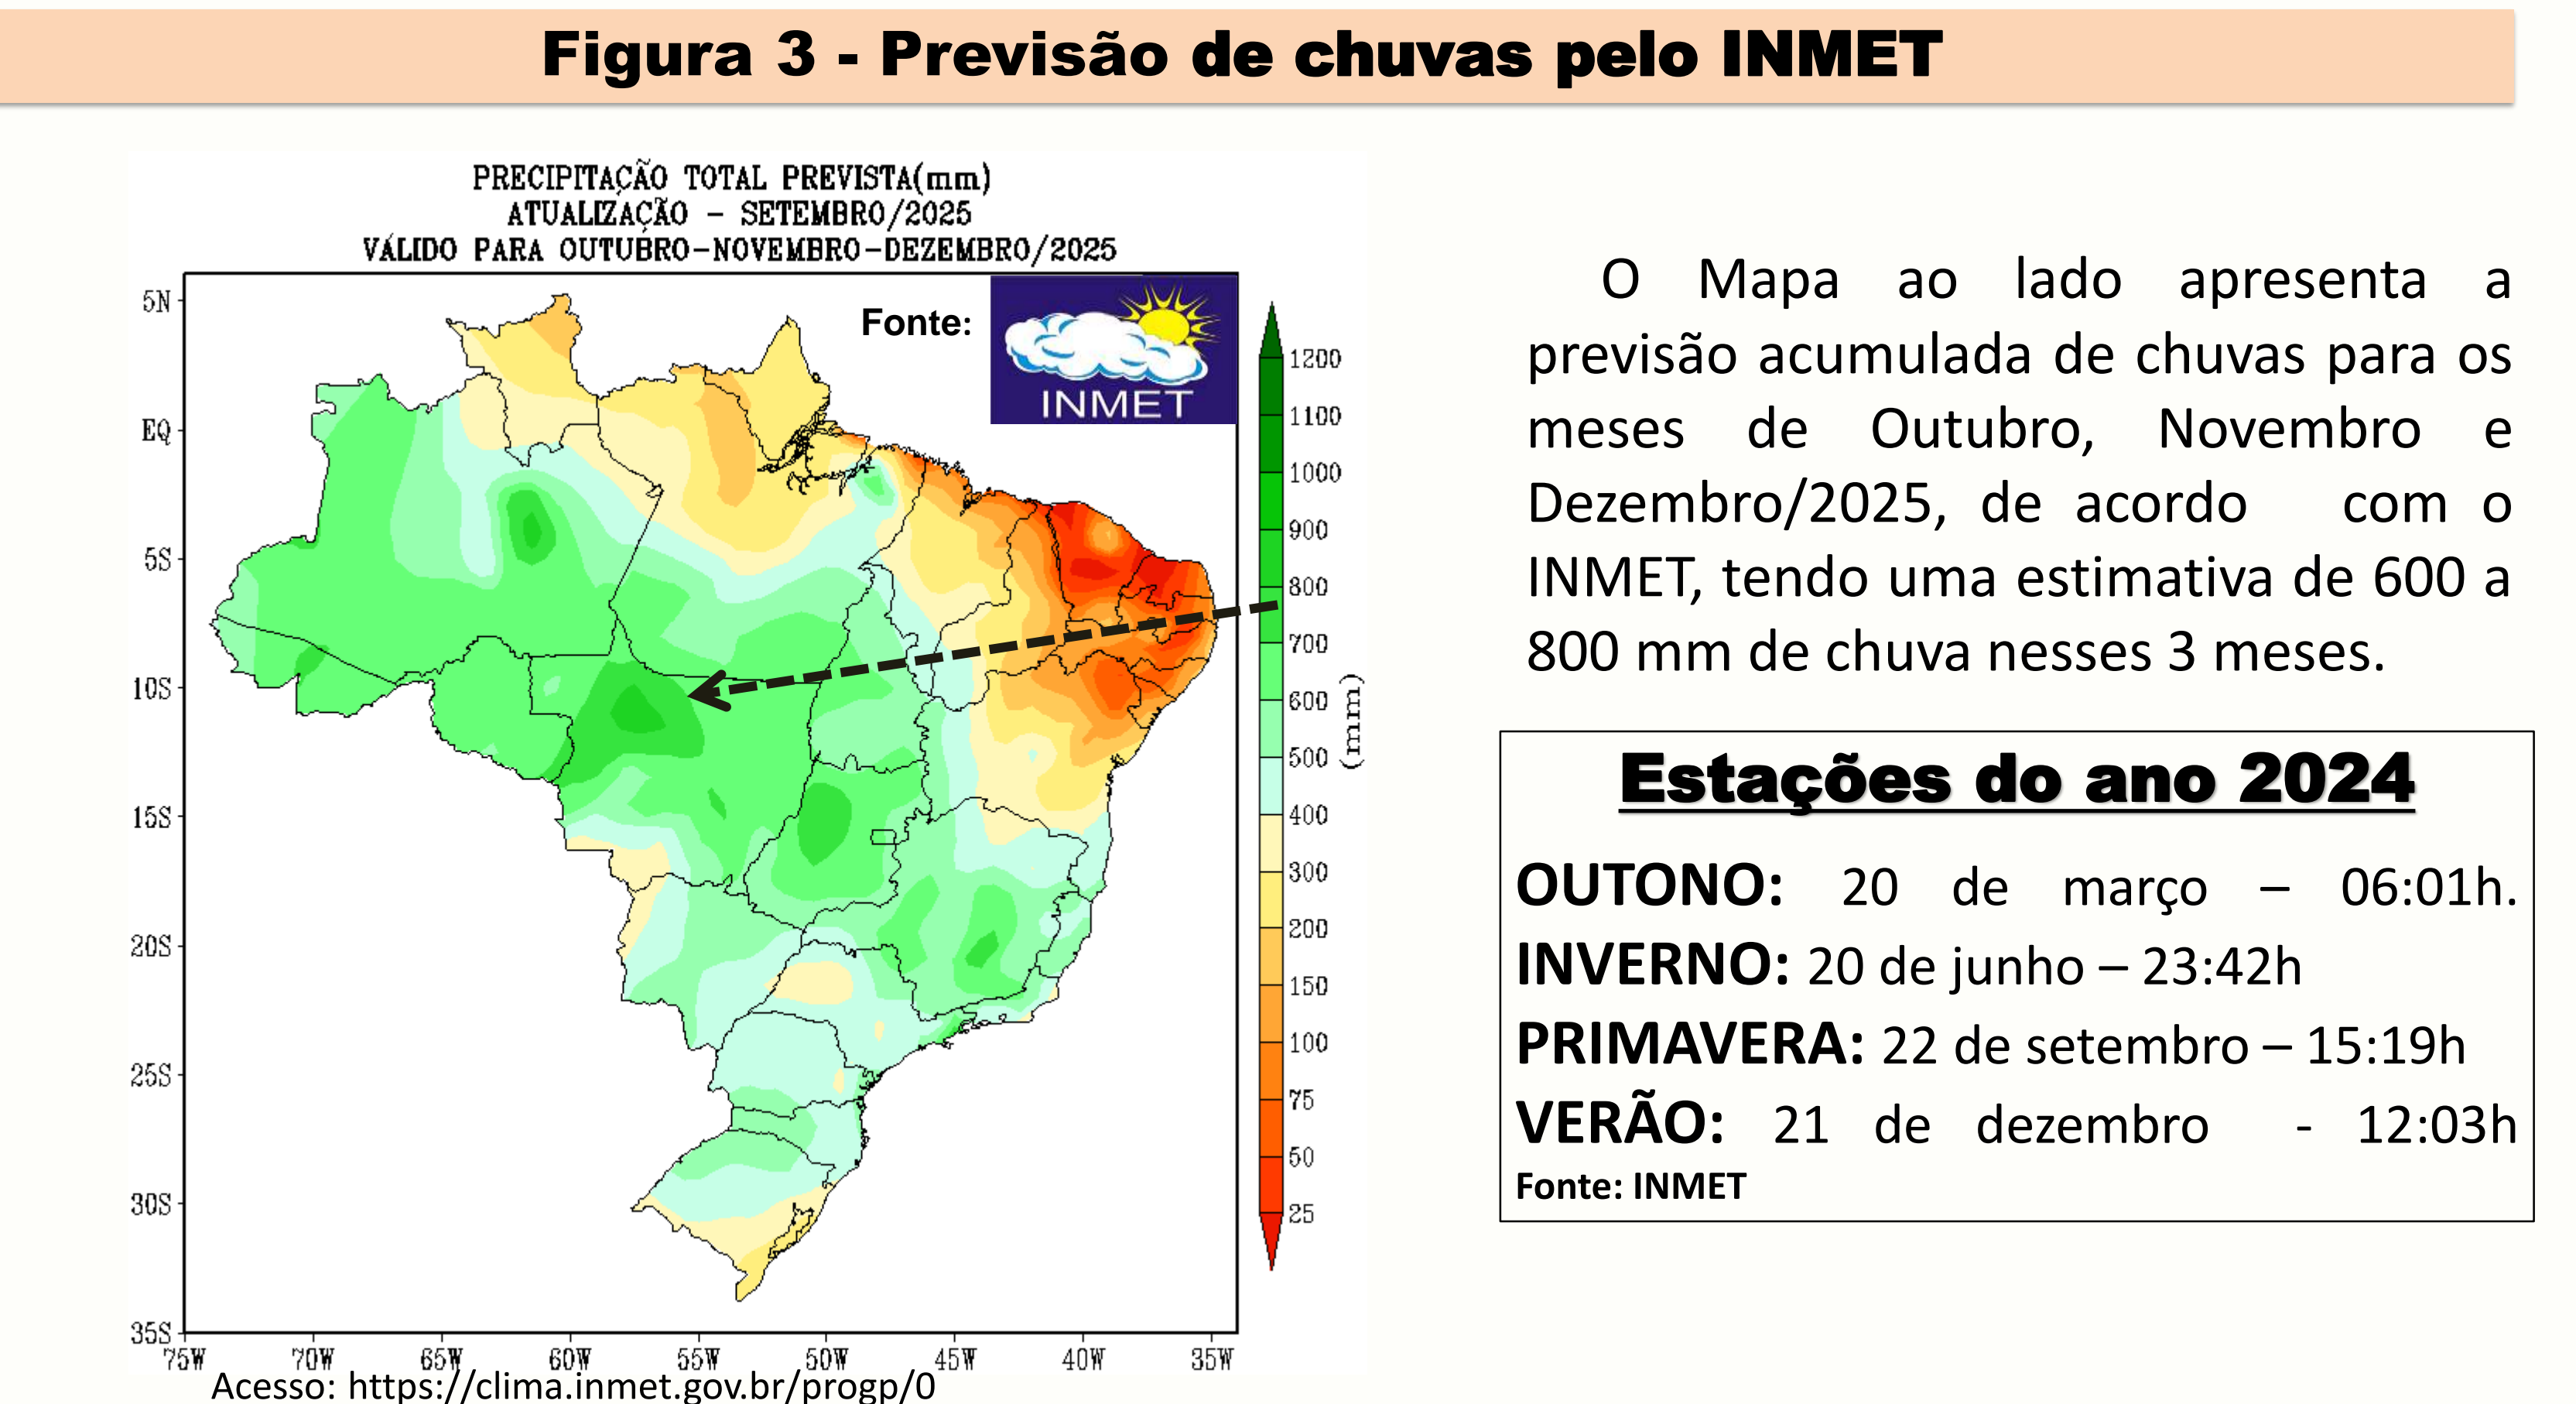 Figura 3 - Previsão de chuvas pelo INMET
PRECIPITAÇÃO TOTAL PREVISTA(mm)
ATUALIZAÇÃO - SETEMBRO/2025
VÁLIDO PARA OUTUBRO-NOVEMBRO-DEZEMBRO/2025
Fonte:
INMET
5N
EQ
5S
10S
15S
20S
25S
30S
35S
75W 70W 65W 60W 55W 50W 45W 40W 35W
1200
1100
1000
900
800
700
600
500
400
300
200
150
100
75
50
25
(mm)
Acesso: https://clima.inmet.gov.br/progp/0
O Mapa ao lado apresenta a
previsão acumulada de chuvas para os
meses de Outubro, Novembro e
Dezembro/2025, de acordo com o
INMET, tendo uma estimativa de 600 a
800 mm de chuva nesses 3 meses.
Estações do ano 2024
OUTONO: 20 de março – 06:01h.
INVERNO: 20 de junho – 23:42h
PRIMAVERA: 22 de setembro – 15:19h
VERÃO: 21 de dezembro - 12:03h
Fonte: INMET